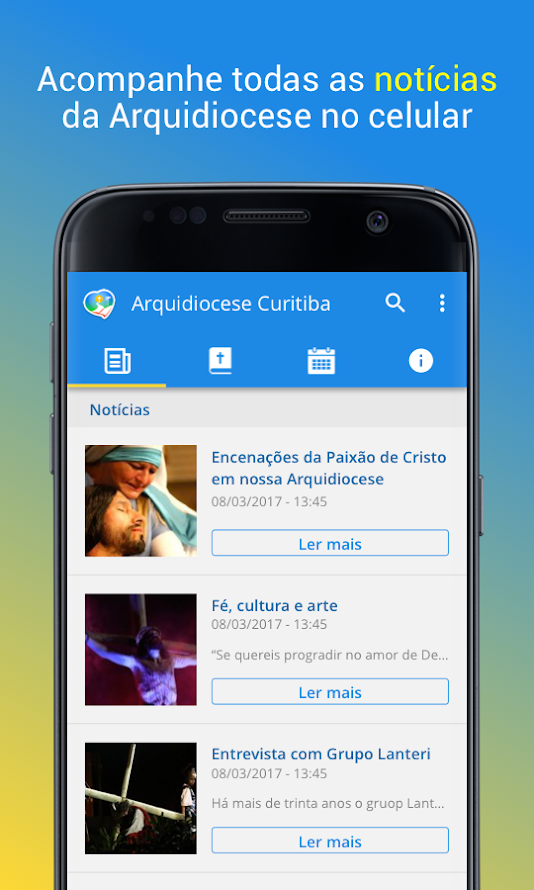 Acompanhe todas as notícias
da Arquidiocese no celular
Arquidiocese Curitiba
Notícias
Encenações da Paixão de Cristo
em nossa Arquidiocese
08/03/2017 - 13:45
Ler mais
Fé, cultura e arte
08/03/2017 - 13:45
“Se quereis progradir no amor de De...
Ler mais
Entrevista com Grupo Lanteri
08/03/2017 - 13:45
Há mais de trinta anos o gruop Lant...
Ler mais